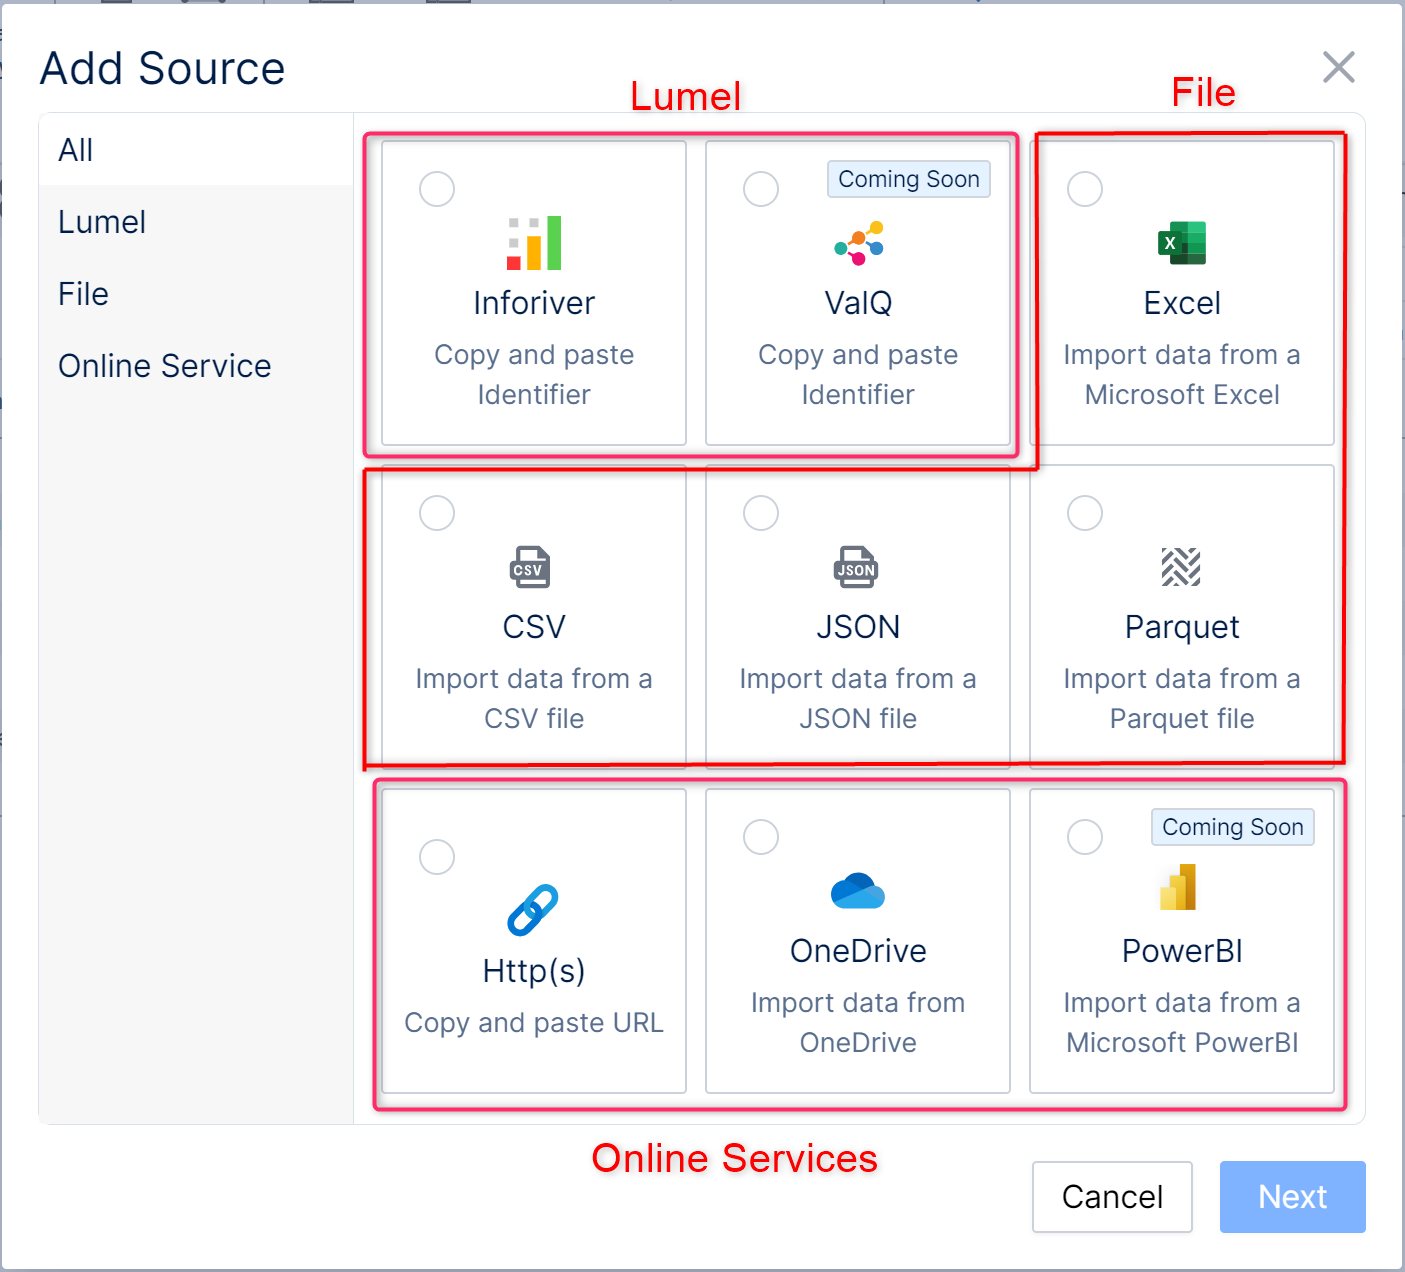 Add Source
Lumel
File
All
Lumel
File
Online Service
Inforiver
Copy and paste
Identifier
Coming Soon
ValQ
Copy and paste
Identifier
X
Excel
Import data from a
Microsoft Excel
CSV
CSV
Import data from a
CSV file
JSON
JSON
Import data from a
JSON file
Parquet
Import data from a
Parquet file
Http(s)
Copy and paste URL
OneDrive
Import data from
OneDrive
Coming Soon
PowerBI
Import data from a
Microsoft PowerBI
Online Services
Cancel
Next